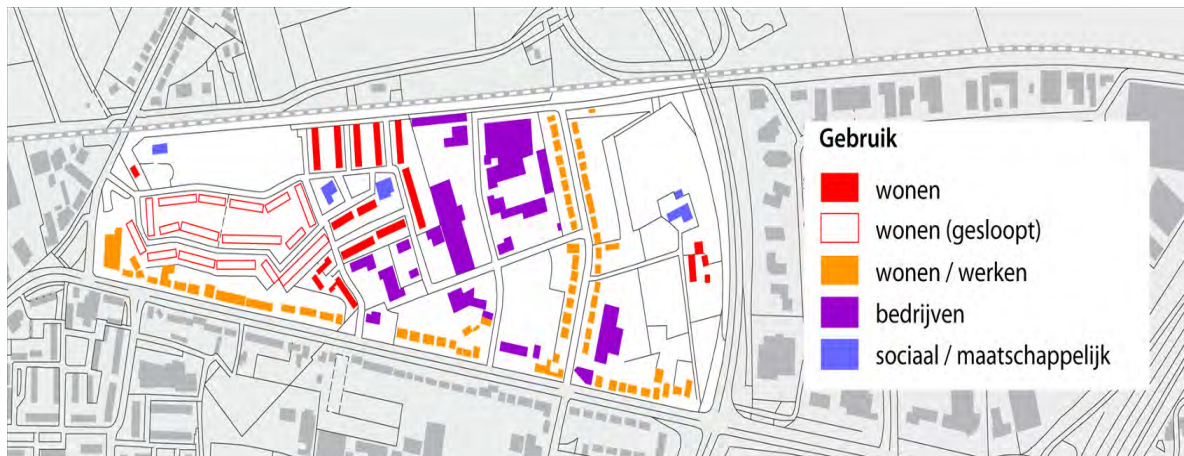 Gebruik
wonen
wonen (gesloopt)
wonen / werken
bedrijven
sociaal / maatschappelijk